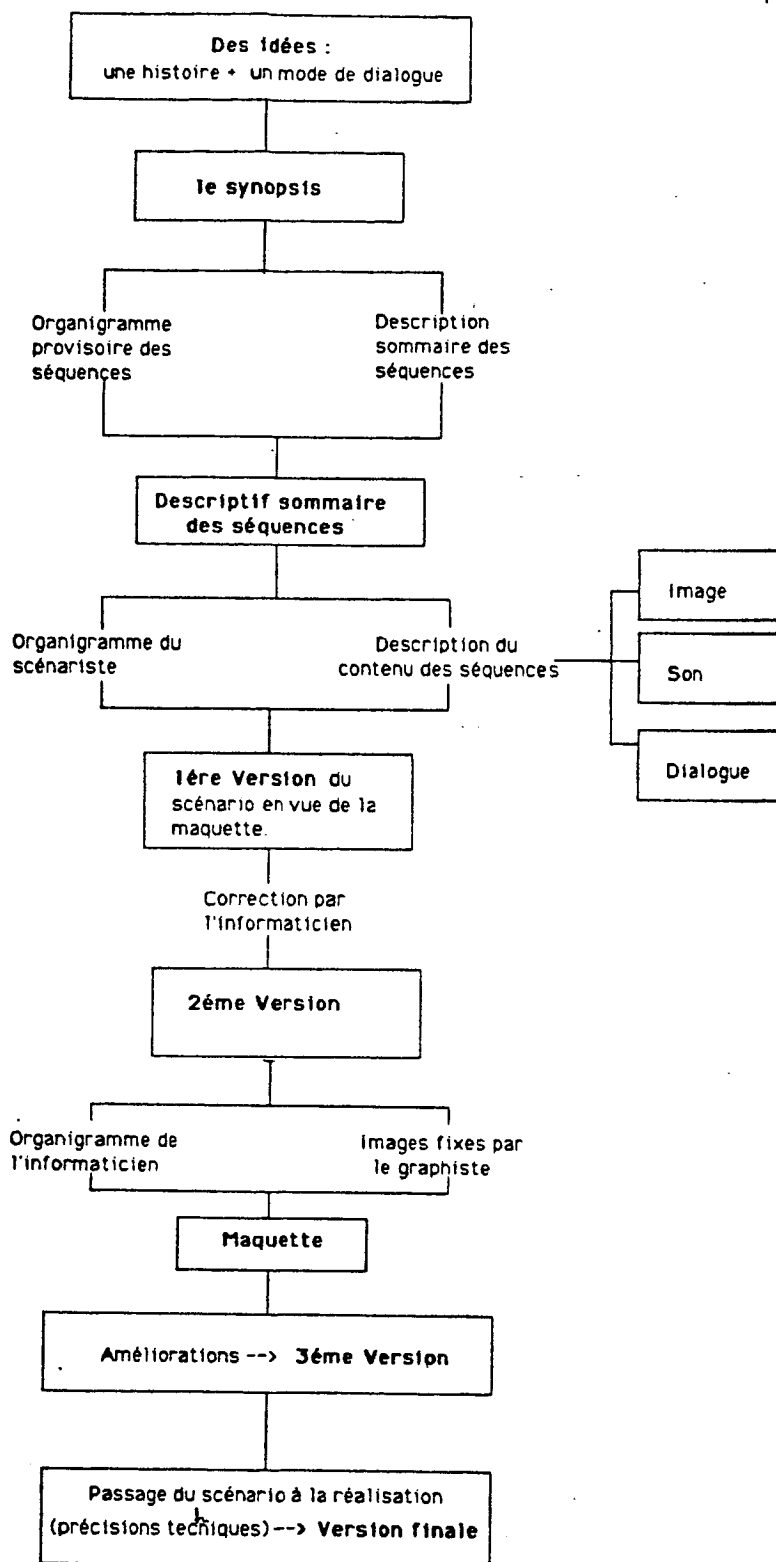 Des idées :
une histoire + un mode de dialogue
le synopsis
Organigramme
provisoire des
séquences
Description
sommaire des
séquences
Descriptif sommaire
des séquences
Organigramme du
scénariste
Description du
contenu des séquences
Image
Son
Dialogue
1ére Version du
scénario en vue de la
maquette.
Correction par
l'informaticien
2éme Version
Organigramme de
l'informaticien
Images fixes par
le graphiste
Maquette
Améliorations --> 3éme Version
Passage du scénario à la réalisation
(précisions techiques) --> Version finale
h